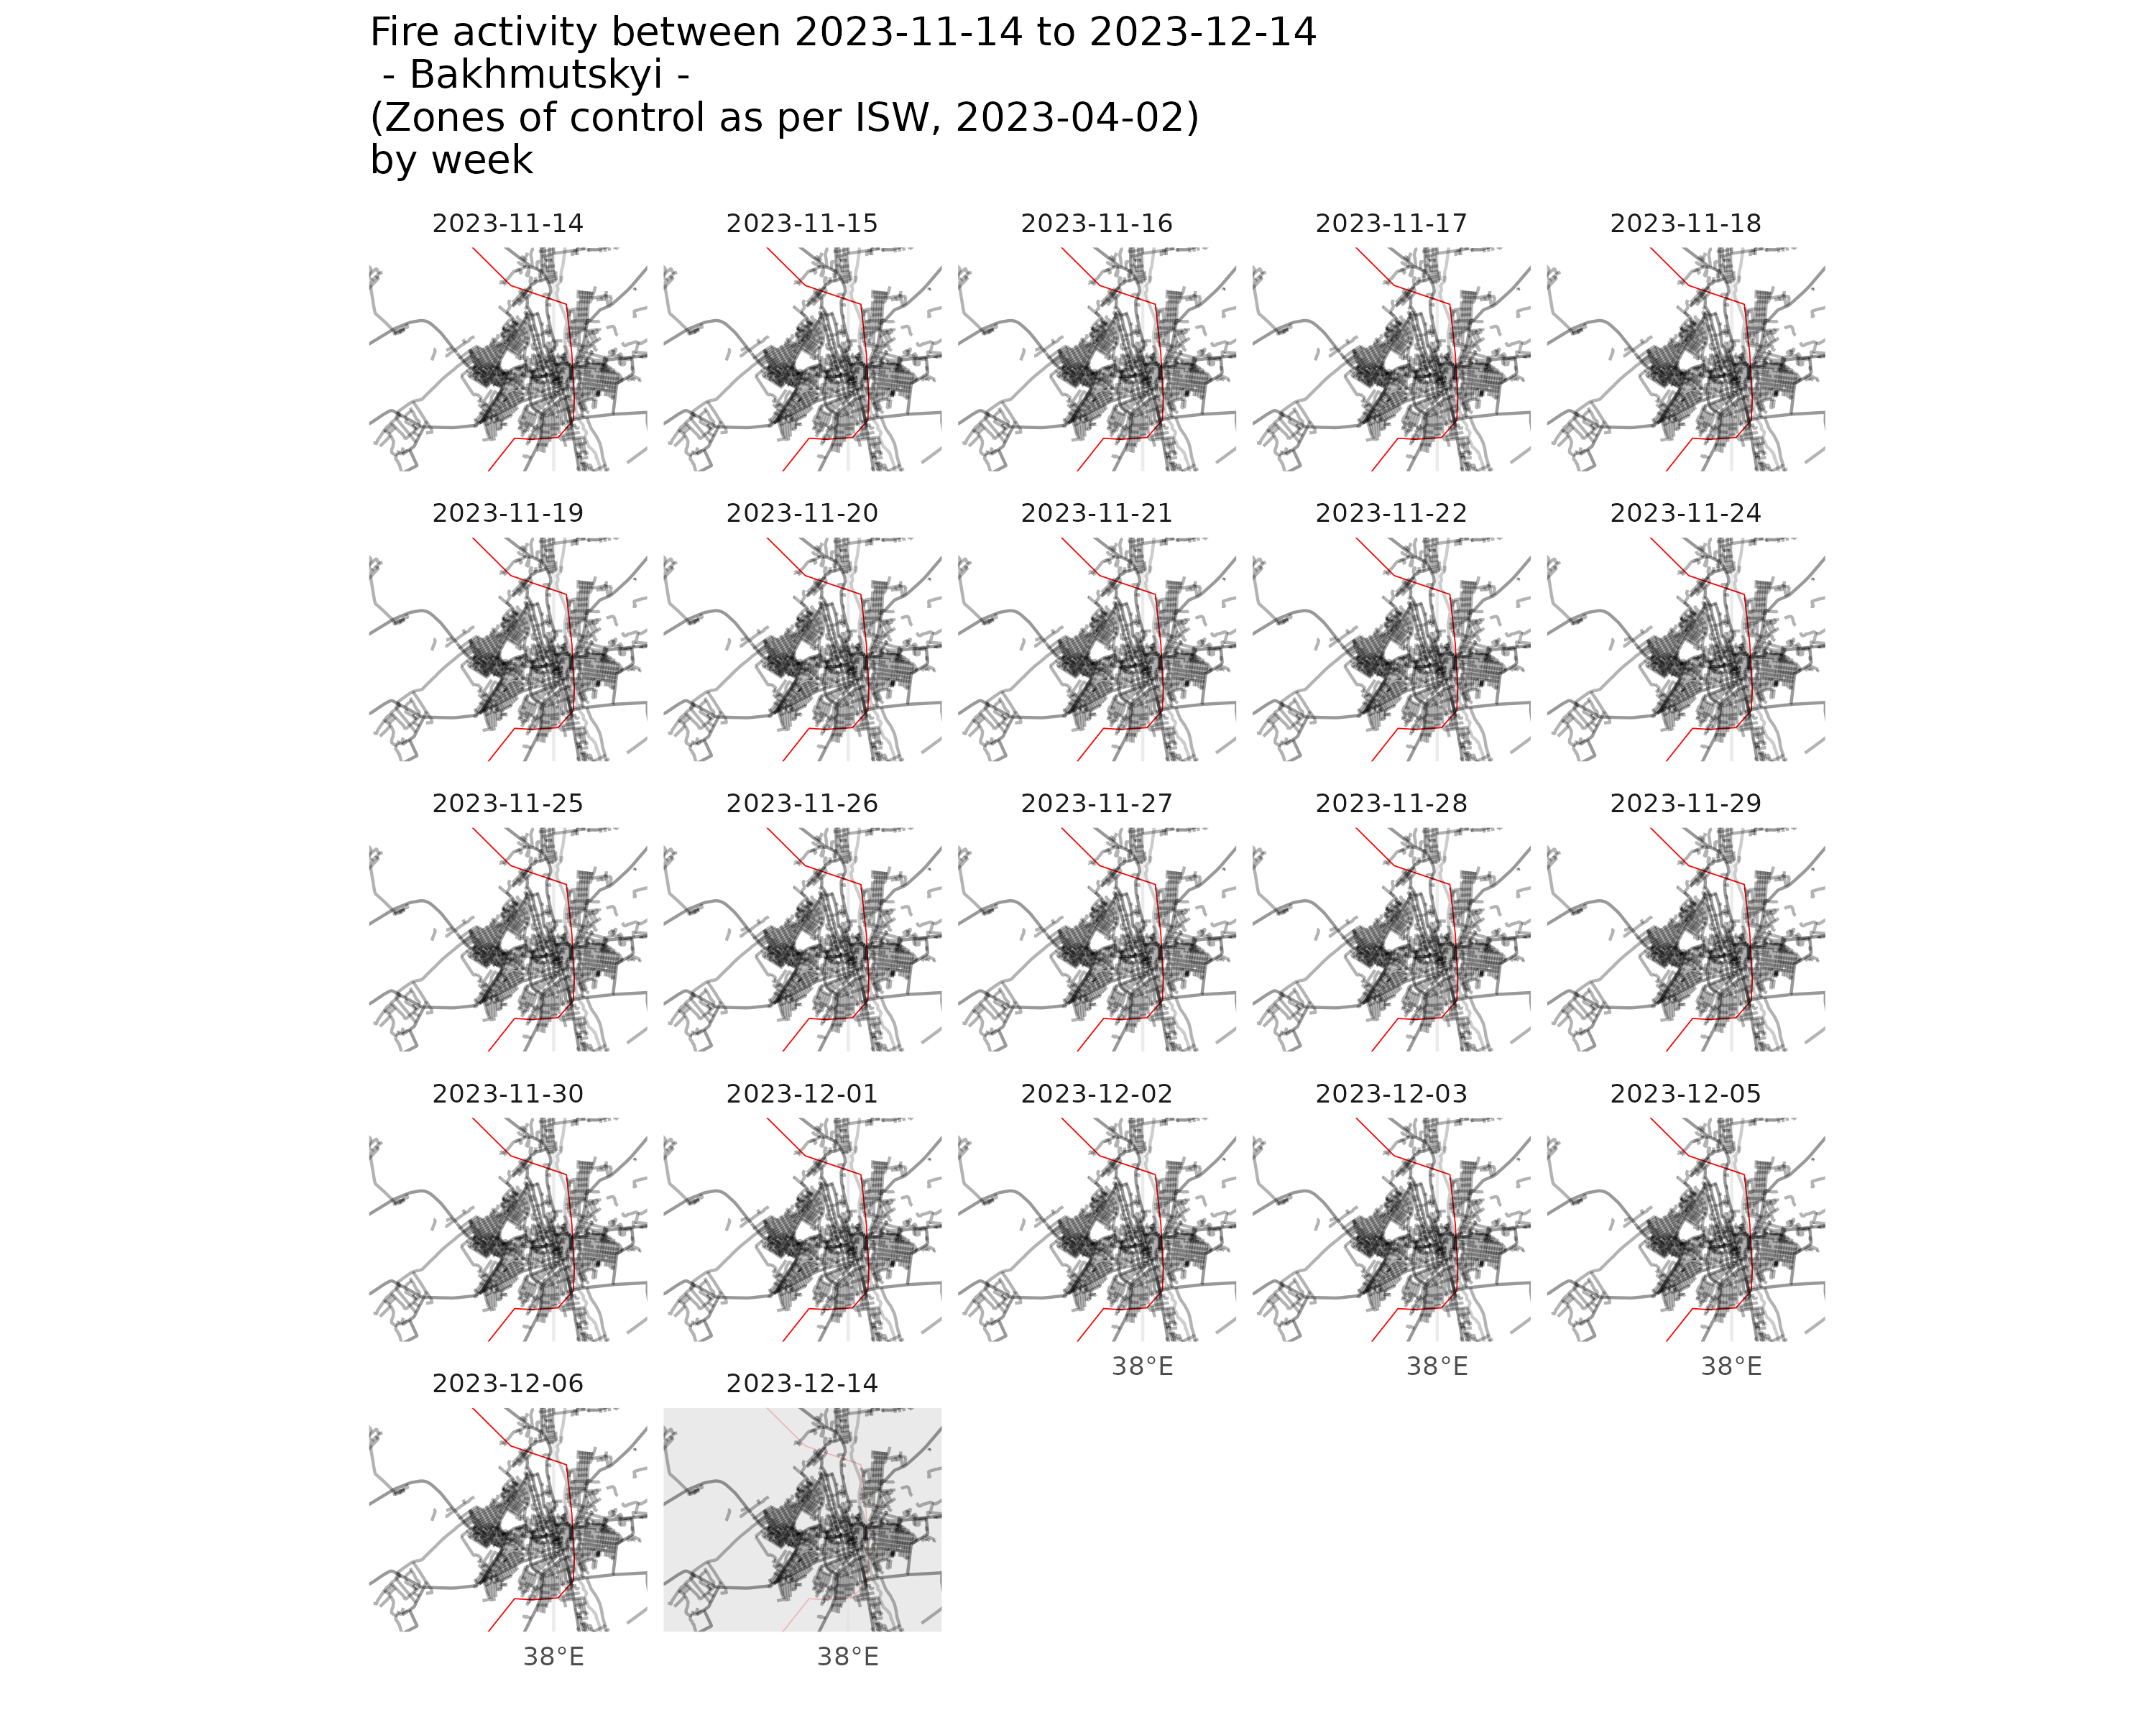 Fire activity between 2023-11-14 to 2023-12-14
- Bakhmutskyi -
(Zones of control as per ISW, 2023-04-02)
by week
2023-11-14 2023-11-15 2023-11-16 2023-11-17 2023-11-18
2023-11-19 2023-11-20 2023-11-21 2023-11-22 2023-11-24
2023-11-25 2023-11-26 2023-11-27 2023-11-28 2023-11-29
2023-11-30 2023-12-01 2023-12-02 2023-12-03 2023-12-05
38°E 38°E 38°E
2023-12-06 2023-12-14
38°E 38°E